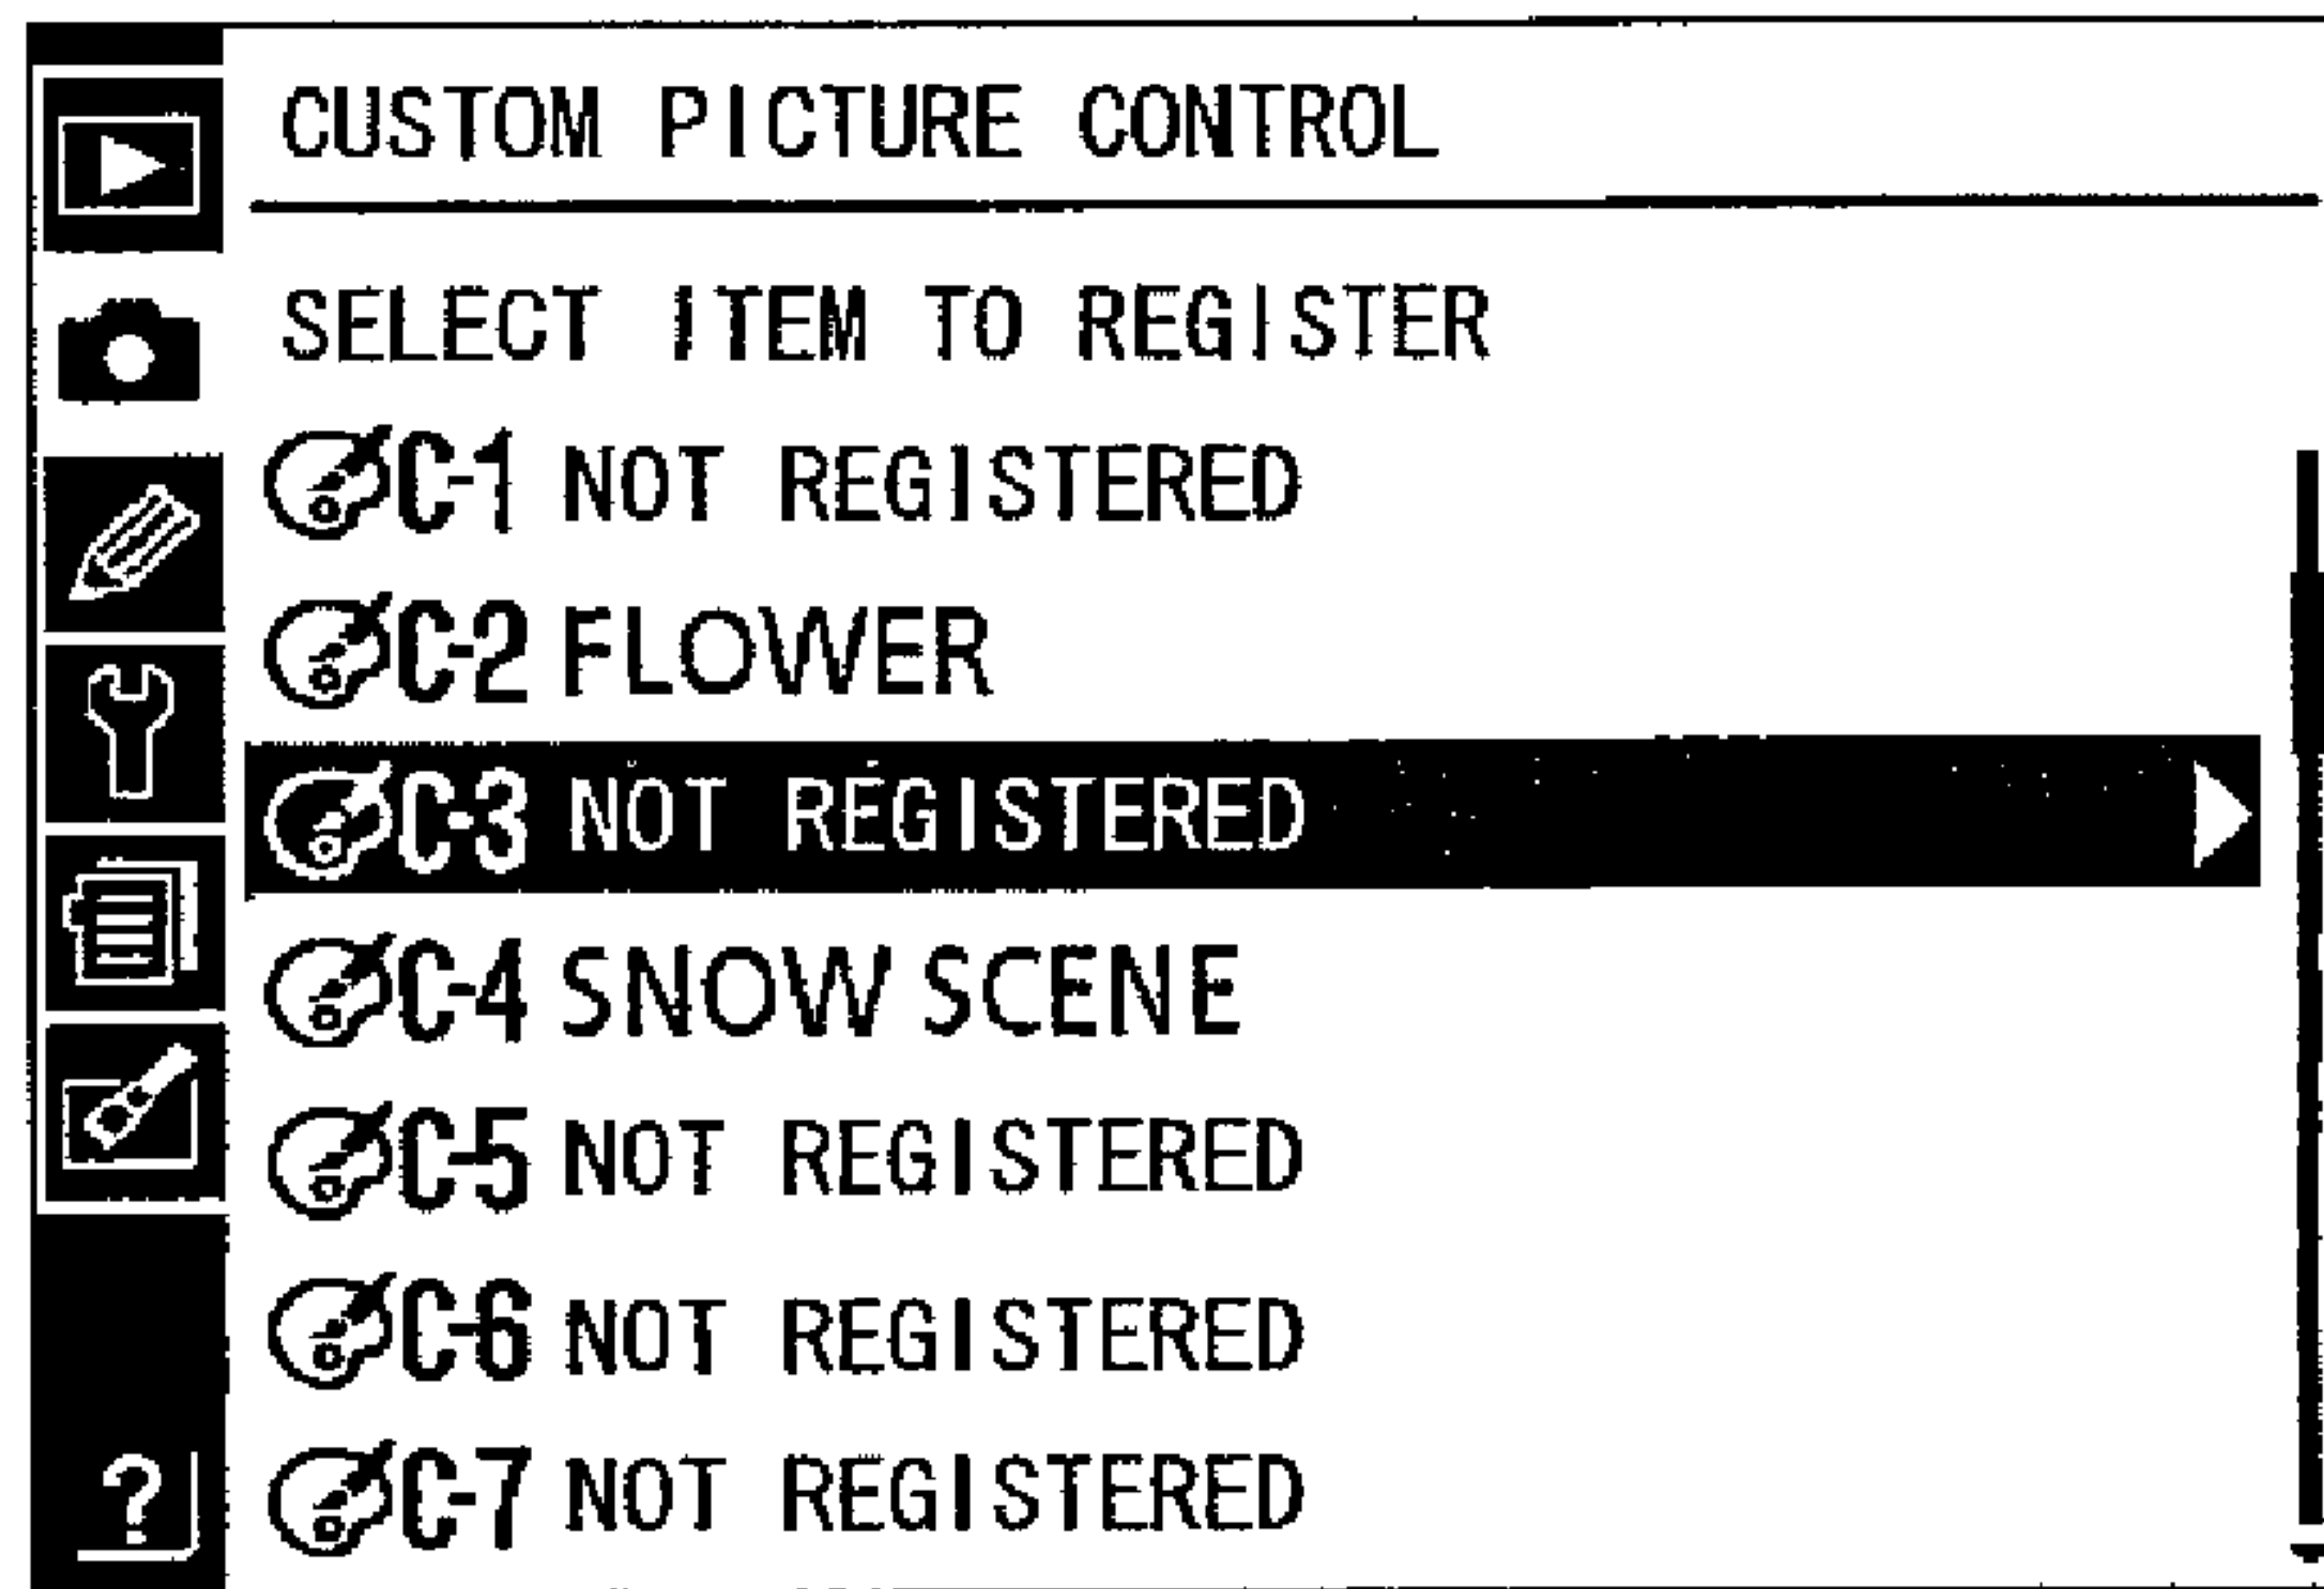 CUSTOM PICTURE CONTROL
SELECT ITEM TO REGISTER
C-1 NOT REGISTERED
C-2 FLOWER
C-3 NOT REGISTERED
C-4 SNOW SCENE
C-5 NOT REGISTERED
C-6 NOT REGISTERED
C-7 NOT REGISTERED
?